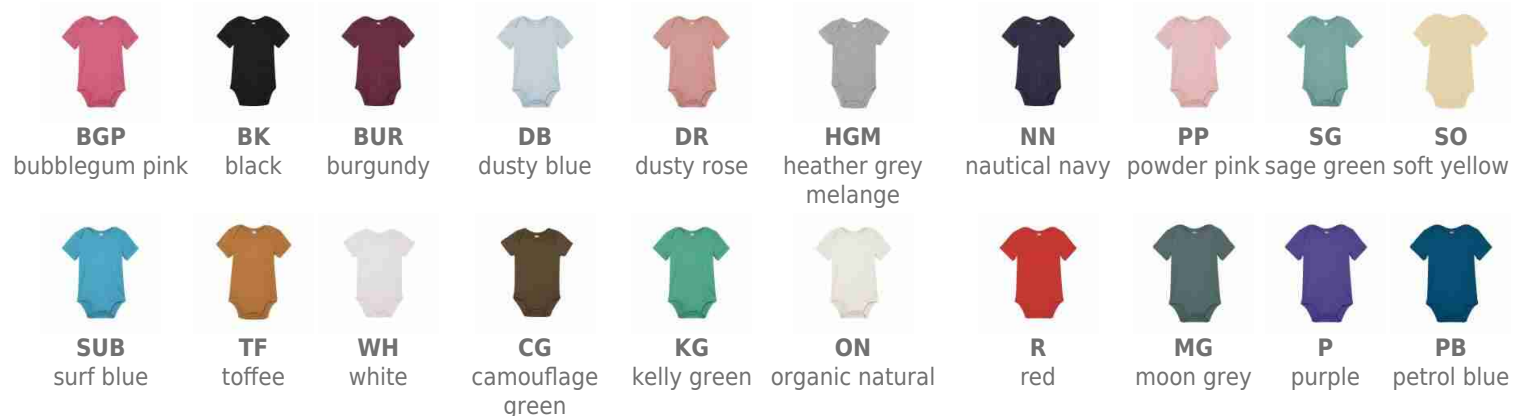 BGP
bubblegum pink
BK
black
BUR
burgundy
DB
dusty blue
DR
dusty rose
HGM
heather grey
melange
NN
nautical navy
PP
powder pink
SG
sage green
SO
soft yellow
SUB
surf blue
TF
toffee
WH
white
CG
camouflage
green
KG
kelly green
ON
organic natural
R
red
MG
moon grey
P
purple
PB
petrol blue